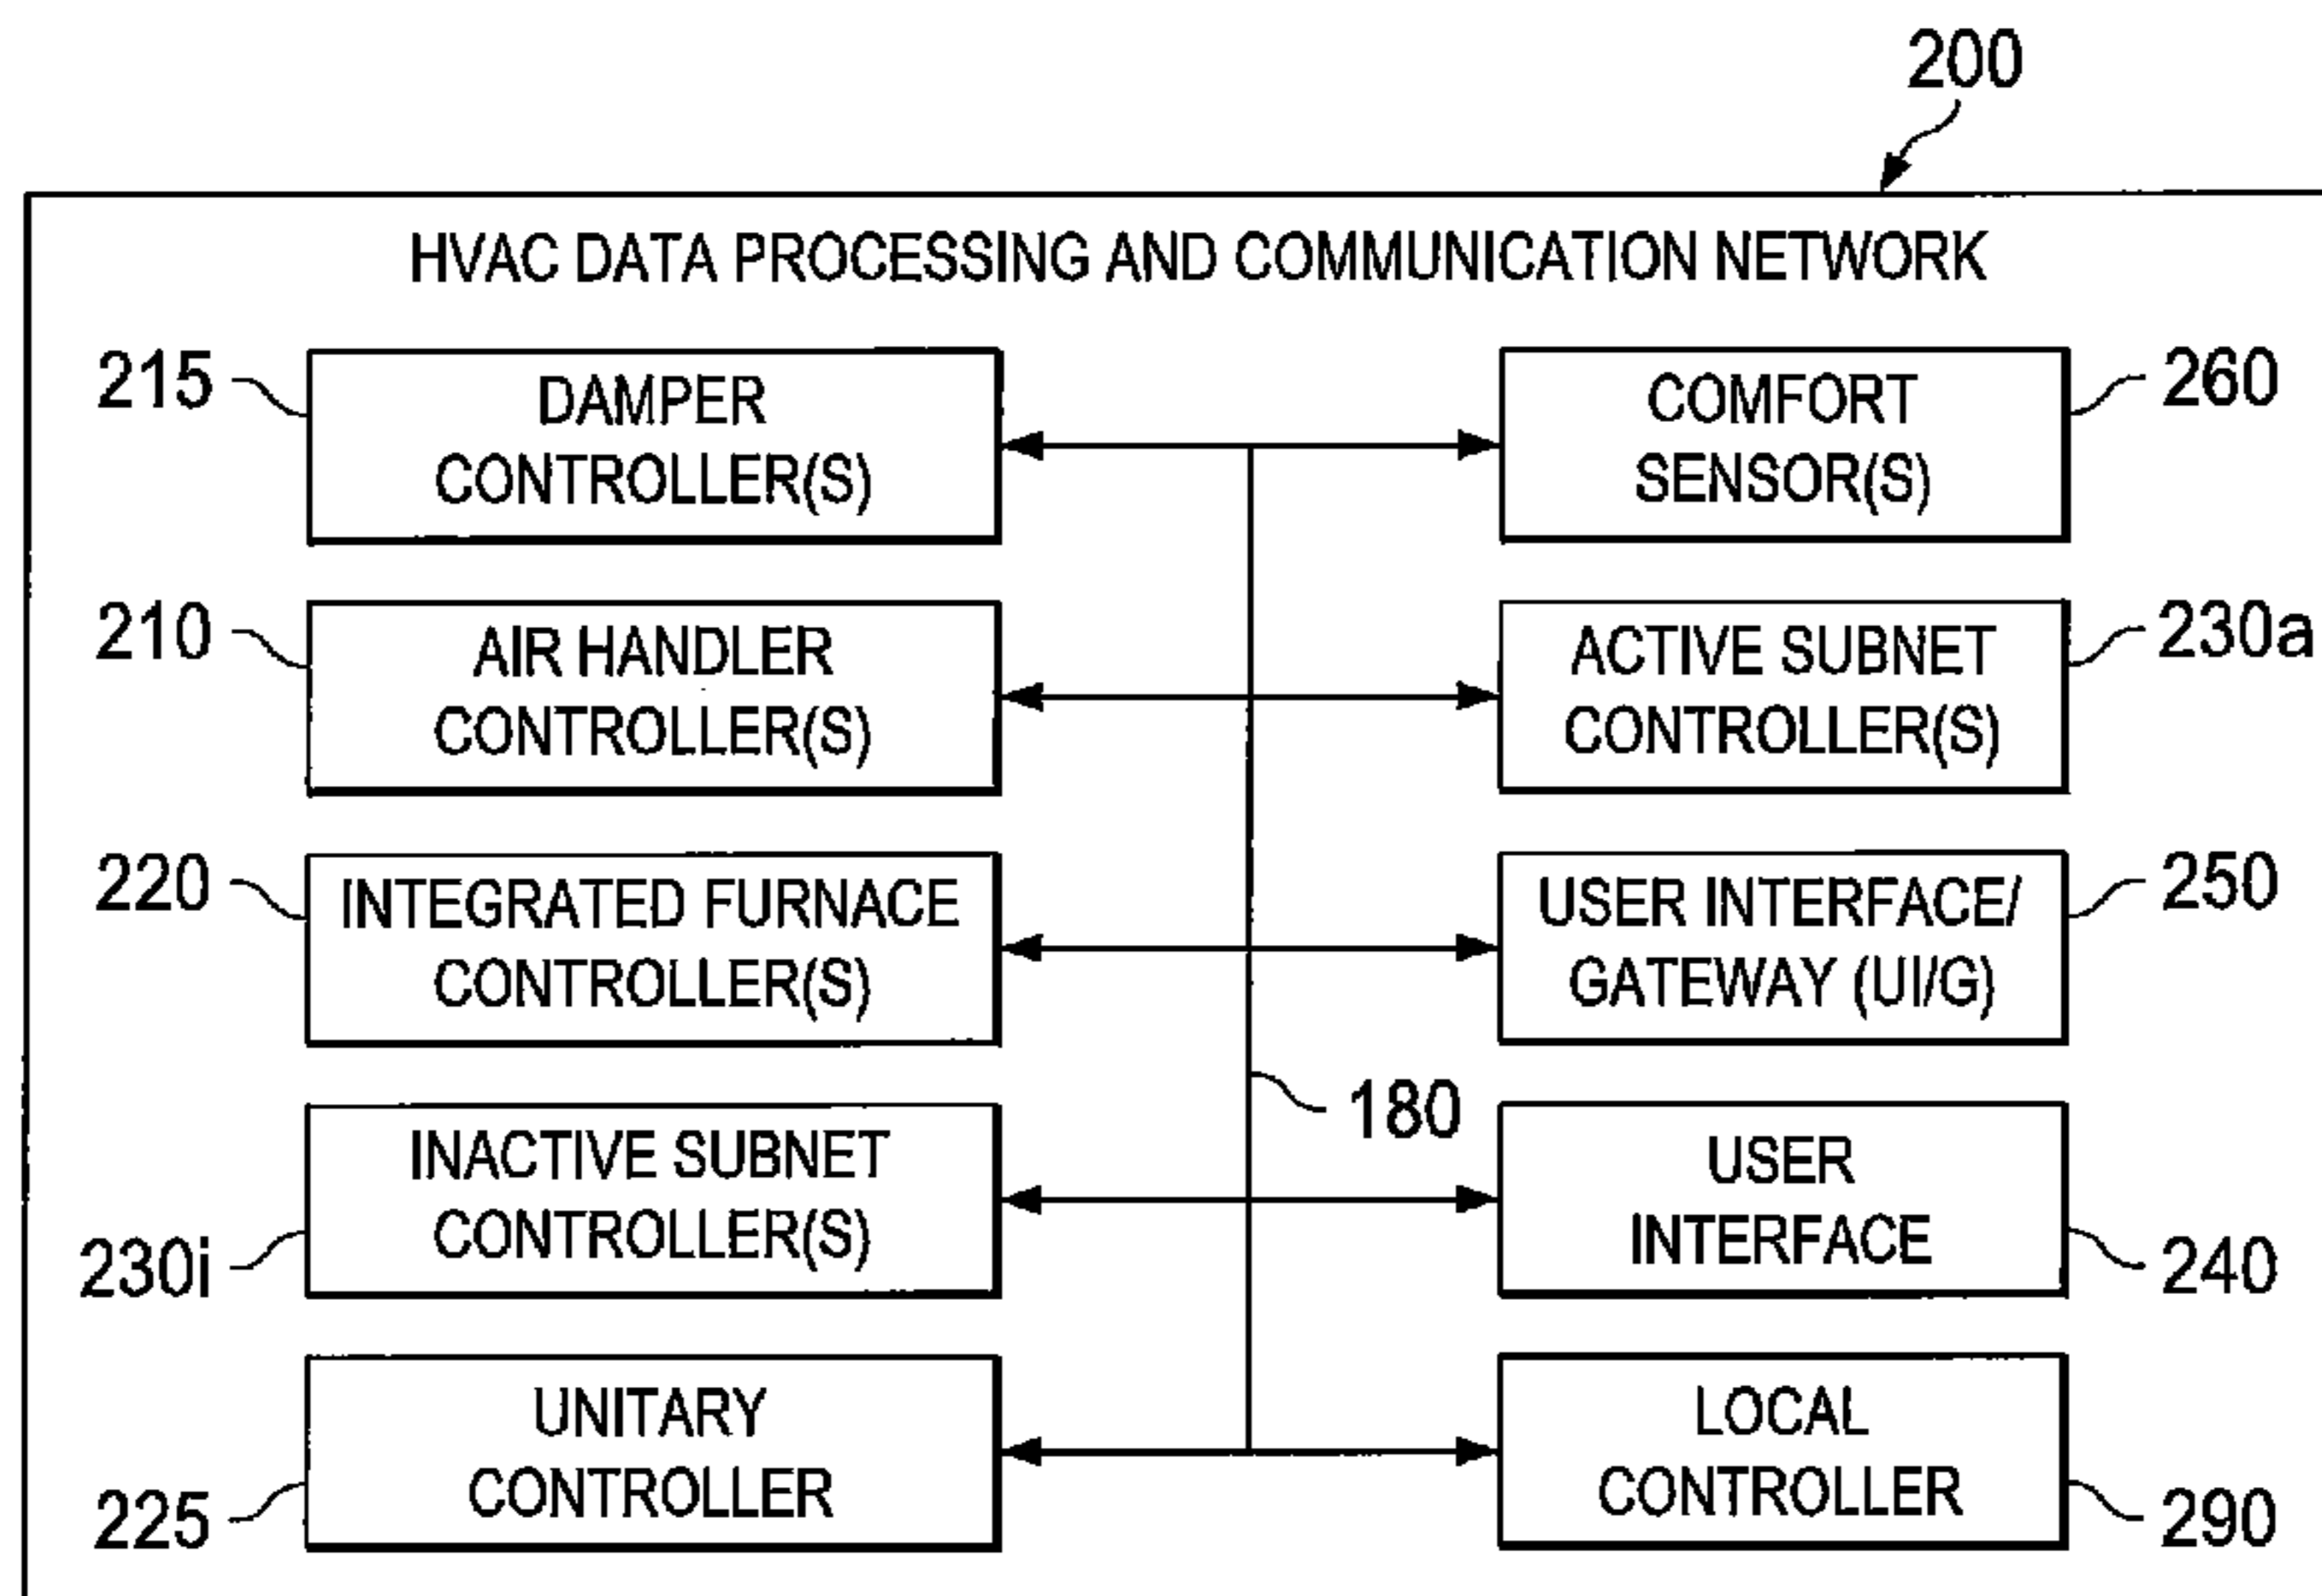 200
HVAC DATA PROCESSING AND COMMUNICATION NETWORK
215
DAMPER
CONTROLLER(S)
COMFORT
SENSOR(S)
260
210
AIR HANDLER
CONTROLLER(S)
ACTIVE SUBNET
CONTROLLER(S)
230a
220
INTEGRATED FURNACE
CONTROLLER(S)
USER INTERFACE/
GATEWAY (UI/G)
250
180
230i
INACTIVE SUBNET
CONTROLLER(S)
USER
INTERFACE
240
225
UNITARY
CONTROLLER
LOCAL
CONTROLLER
290